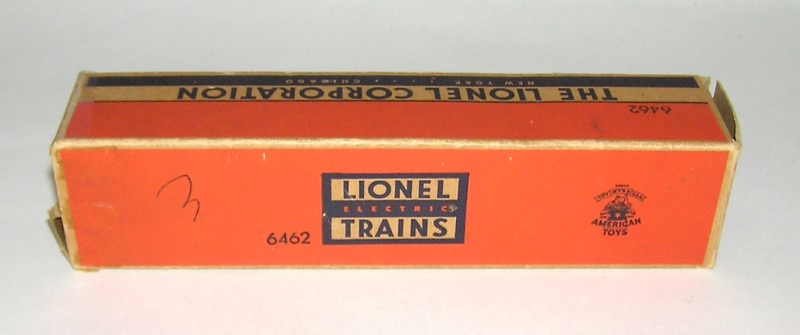 NEW YORK CHICAGO
THE LIONEL CORPORATION
6462
3
LIONEL
ELECTRIC
TRAINS
6462
AMERICAN
TOYS